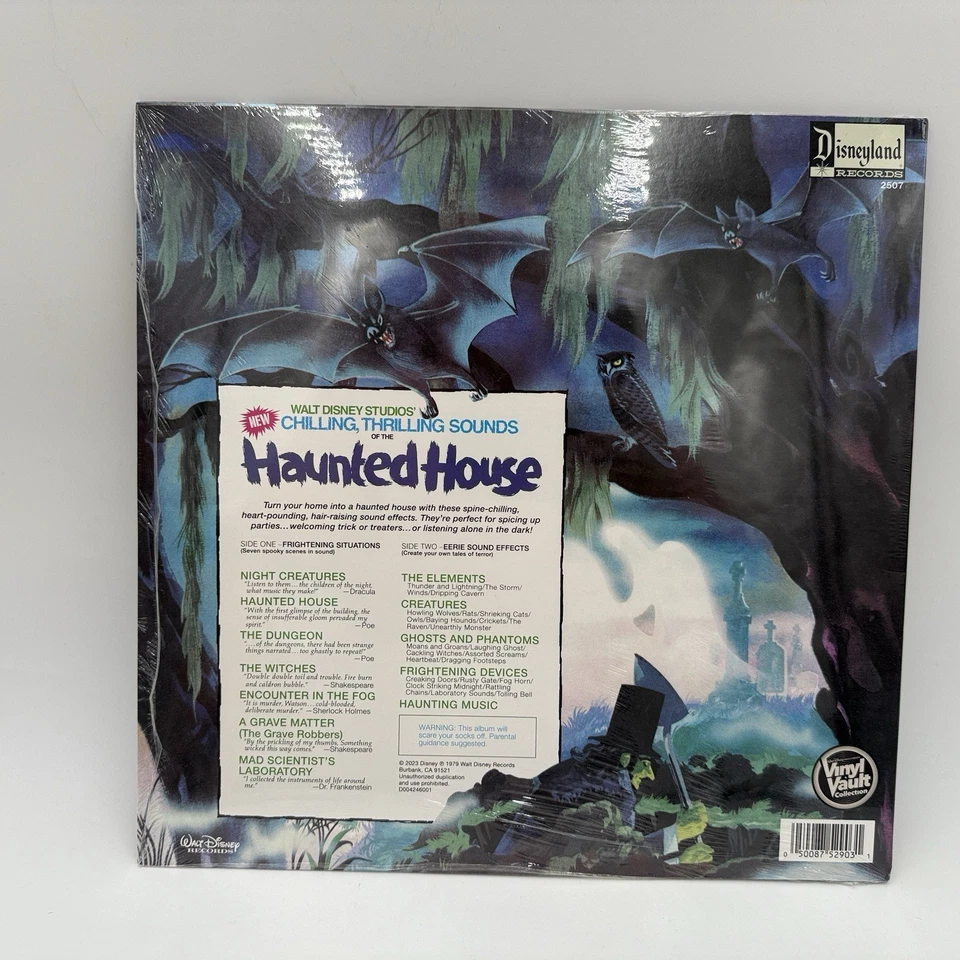 Disneyland
RECORDS
2507
NEW
WALT DISNEY STUDIOS'
CHILLING, THRILLING SOUNDS
OF THE
Haunted House
Turn your home into a haunted house with these spine-chilling,
heart-pounding, hair-raising sound effects. They're perfect for spicing up
parties...welcoming trick or treaters...or listening alone in the dark!
SIDE ONE – FRIGHTENING SITUATIONS
(Seven spooky scenes in sound)
NIGHT CREATURES
"Listen to them... the children of the night,
what music they make!" —Dracula
HAUNTED HOUSE
"With the first glimpse of the building, the
sense of insufferable gloom pervaded my
spirit." —Poe
THE DUNGEON
"...of the dungeons, there had been strange
things narrated... too ghastly to repeat!"
—Poe
THE WITCHES
"Double double toil and trouble. Fire burn
and caldron bubble." —Shakespeare
ENCOUNTER IN THE FOG
"It is murder, Watson... cold-blooded,
deliberate murder." —Sherlock Holmes
A GRAVE MATTER
(The Grave Robbers)
"By the prickling of my thumbs, Something
wicked this way comes." —Shakespeare
MAD SCIENTIST'S
LABORATORY
"I collected the instruments of life around
me." —Dr. Frankenstein
SIDE TWO – EERIE SOUND EFFECTS
(Create your own tales of terror)
THE ELEMENTS
Thunder and Lightning/The Storm/
Winds/Dripping Cavern
CREATURES
Howling Wolves/Rats/Shrieking Cats/
Owls/Baying Hounds/Crickets/The
Raven/Unearthly Monster
GHOSTS AND PHANTOMS
Moans and Groans/Laughing Ghost/
Cackling Witches/Assorted Screams/
Heartbeat/Dragging Footsteps
FRIGHTENING DEVICES
Creaking Doors/Rusty Gate/Fog Horn/
Clock Striking Midnight/Rattling
Chains/Laboratory Sounds/Tolling Bell
HAUNTING MUSIC
WARNING: This album will
scare your socks off. Parental
guidance suggested.
© 2023 Disney ℗ 1979 Walt Disney Records
Burbank, CA 91521
Unauthorized duplication
and use prohibited.
D004246001
Vinyl
Vault
Collection
WALT DISNEY
RECORDS
0 50087 52903 1